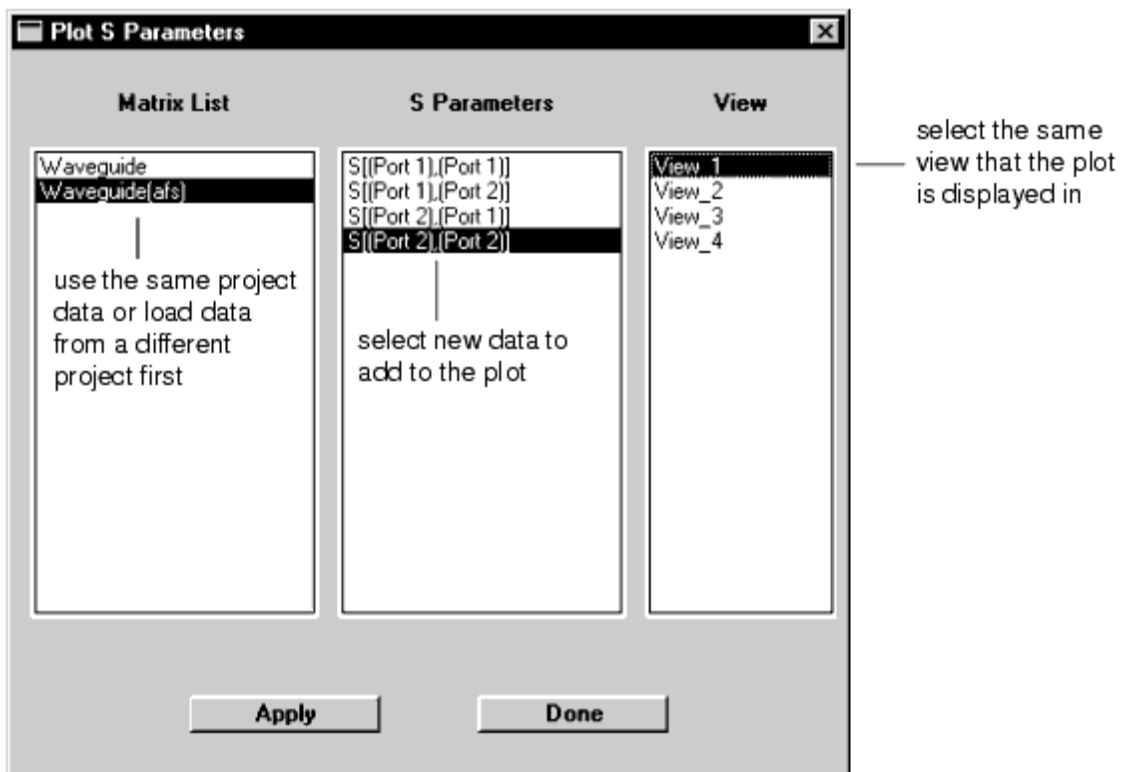 Plot S Parameters
Matrix List
S Parameters
View
Waveguide
Waveguide(afs)
use the same project
data or load data
from a different
project first
S[(Port 1),(Port 1)]
S[(Port 1),(Port 2)]
S[(Port 2),(Port 1)]
S[(Port 2),(Port 2)]
select new data to
add to the plot
View_1
View_2
View_3
View_4
select the same
view that the plot
is displayed in
Apply
Done